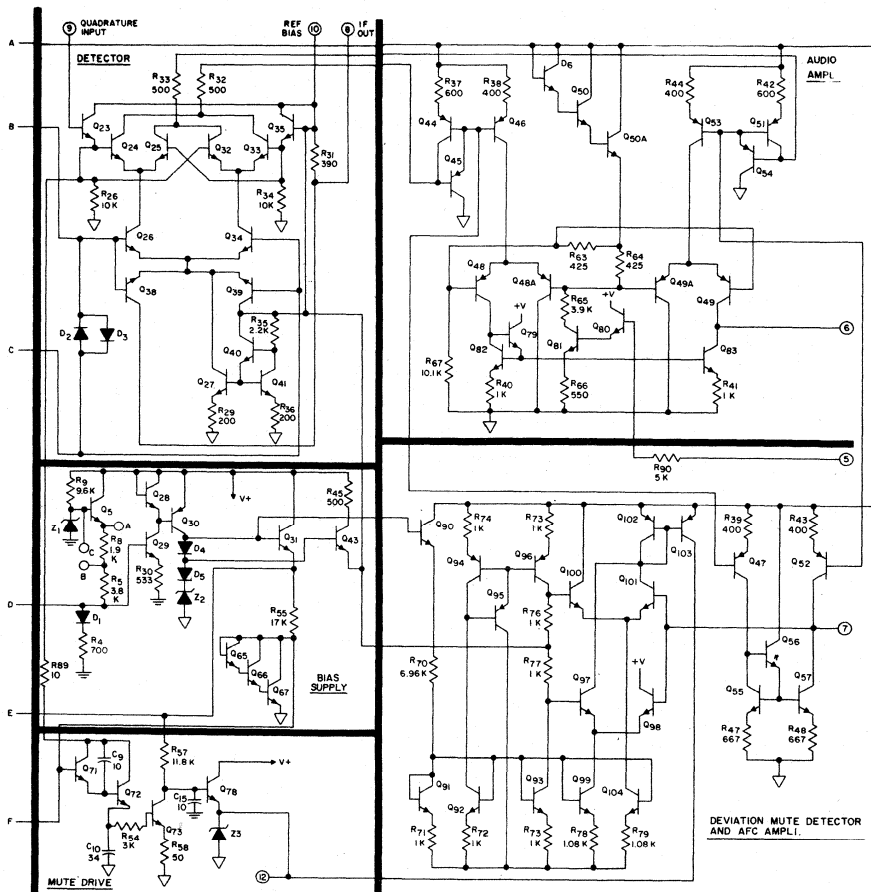 9 QUADRATURE INPUT
REF BIAS 10
8 IF OUT
DETECTOR
AUDIO AMPL
A
B
C
D
E
F
R33 500
R32 500
Q23
Q24
Q25
Q32
Q33
Q35
R31 390
R26 10K
R34 10K
Q26
Q34
Q38
Q39
D2
D3
R35 2.2K
Q40
Q27
Q41
R29 200
R36 200
R37 600
R38 400
D6
Q50
Q50A
R44 400
R42 600
Q44
Q46
Q45
Q53
Q51
Q54
R63 425
R64 425
Q48
Q48A
Q49A
Q49
+V
+V
R65 3.9K
Q79
Q80
Q81
Q82
Q83
R67 10.1K
R40 1K
R66 550
R41 1K
6
R90 5K
5
R9 9.6K
Q5
Z1
A
C
B
R8 1.9 K
R5 3.8 K
D1
R4 700
Q28
Q29
Q30
R30 533
D4
D5
Z2
V+
Q31
R45 500
Q43
R55 17K
Q65
Q66
Q67
BIAS SUPPLY
R89 10
Q90
R74 1K
R73 1K
Q102
Q103
Q94
Q96
Q95
Q100
Q101
R76 1K
R77 1K
R70 6.96K
Q97
+V
Q98
Q91
Q92
Q93
Q99
Q104
R71 1K
R72 1K
R73 1K
R78 1.08K
R79 1.08K
R39 400
R43 400
Q47
Q52
7
Q56
Q55
Q57
R47 667
R48 667
DEVIATION MUTE DETECTOR AND AFC AMPLI.
Q71
C9 10
Q72
R57 11.8K
V+
Q78
C15 10
Q73
R54 3K
R58 50
C10 34
Z3
12
MUTE DRIVE